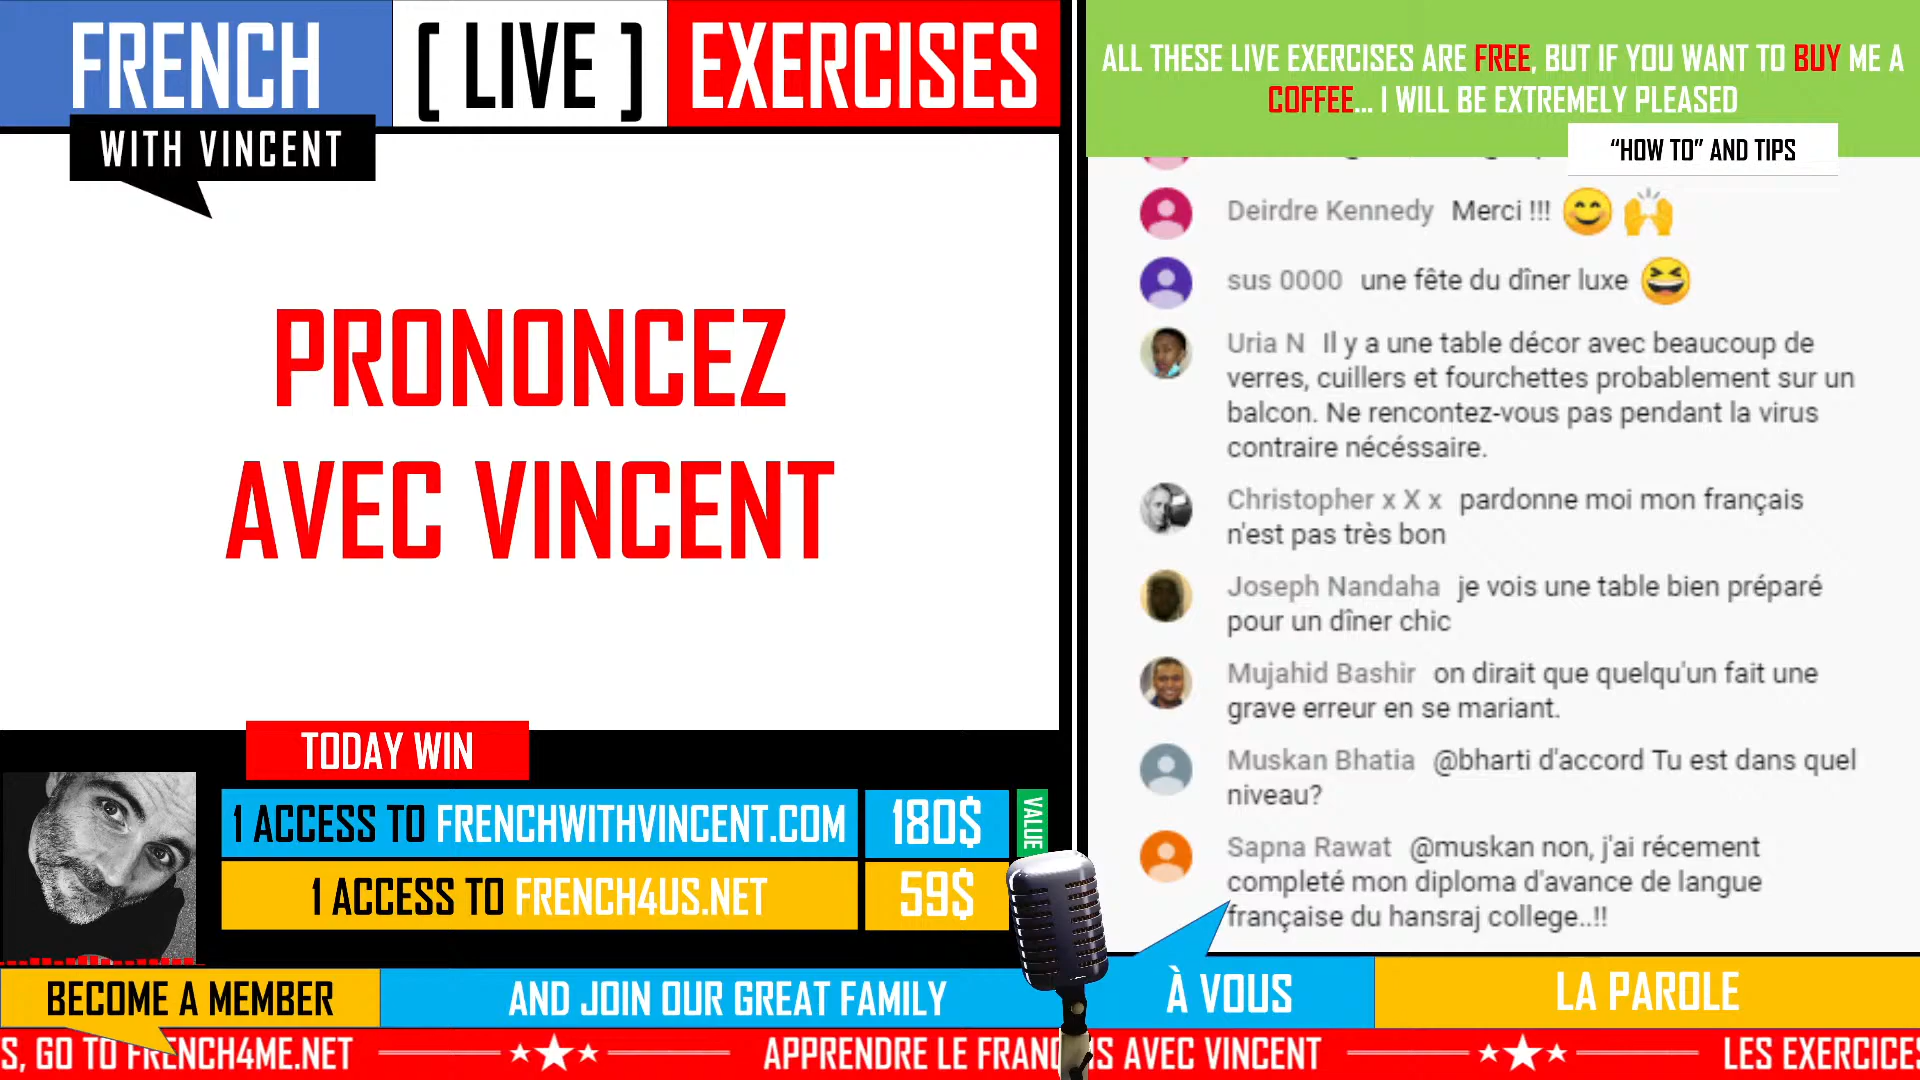 FRENCH [ LIVE ] EXERCISES
WITH VINCENT
PRONONCEZ
AVEC VINCENT
TODAY WIN
1 ACCESS TO FRENCHWITHVINCENT.COM 180$
VALUE
1 ACCESS TO FRENCH4US.NET 59$
BECOME A MEMBER AND JOIN OUR GREAT FAMILY
ALL THESE LIVE EXERCISES ARE FREE, BUT IF YOU WANT TO BUY ME A
COFFEE... I WILL BE EXTREMELY PLEASED
“HOW TO” AND TIPS
Deirdre Kennedy Merci !!! 😊 🙌
sus 0000 une fête du dîner luxe 😆
Uria N Il y a une table décor avec beaucoup de
verres, cuillers et fourchettes probablement sur un
balcon. Ne rencontez-vous pas pendant la virus
contraire nécéssaire.
Christopher x X x pardonne moi mon français
n'est pas très bon
Joseph Nandaha je vois une table bien préparé
pour un dîner chic
Mujahid Bashir on dirait que quelqu'un fait une
grave erreur en se mariant.
Muskan Bhatia @bharti d'accord Tu est dans quel
niveau?
Sapna Rawat @muskan non, j'ai récement
completé mon diploma d'avance de langue
française du hansraj college..!!
À VOUS LA PAROLE
S, GO TO FRENCH4ME.NET APPRENDRE LE FRANÇAIS AVEC VINCENT LES EXERCICES